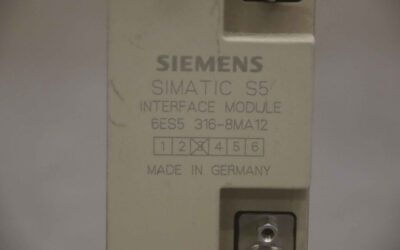 SIEMENS
SIMATIC S5
INTERFACE MODULE
6ES5 316-8MA12
1 2 3 4 5 6
MADE IN GERMANY